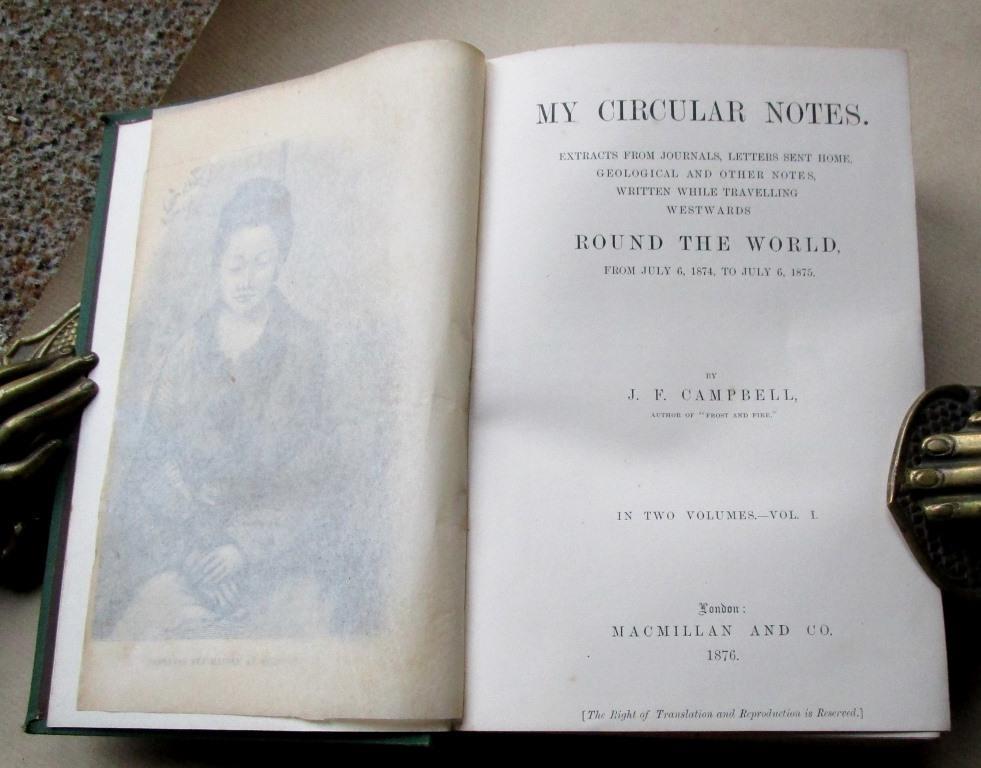 MY CIRCULAR NOTES.
EXTRACTS FROM JOURNALS, LETTERS SENT HOME,
GEOLOGICAL AND OTHER NOTES,
WRITTEN WHILE TRAVELLING
WESTWARDS
ROUND THE WORLD,
FROM JULY 6, 1874, TO JULY 6, 1875.
BY
J. F. CAMPBELL,
AUTHOR OF "FROST AND FIRE."
IN TWO VOLUMES.—VOL. I.
London:
MACMILLAN AND CO.
1876.
[The Right of Translation and Reproduction is Reserved.]